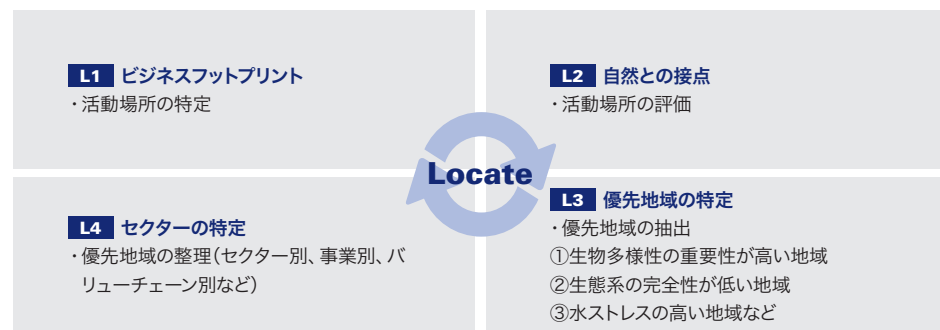 L1 ビジネスフットプリント
・活動場所の特定
L2 自然との接点
・活動場所の評価
Locate
L4 セクターの特定
・優先地域の整理（セクター別、事業別、バ
リューチェーン別など）
L3 優先地域の特定
・優先地域の抽出
①生物多様性の重要性が高い地域
②生態系の完全性が低い地域
③水ストレスの高い地域など